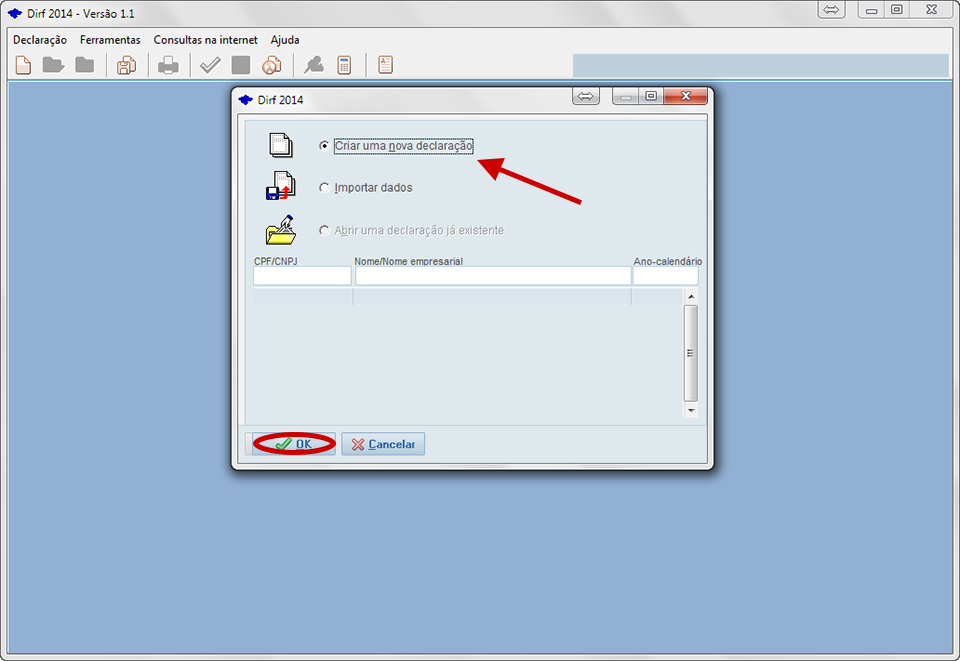 Dirf 2014 - Versão 1.1
Declaração Ferramentas Consultas na internet Ajuda
Dirf 2014
Criar uma nova declaração
Importar dados
Abrir uma declaração já existente
CPF/CNPJ Nome/Nome empresarial Ano-calendário
OK Cancelar